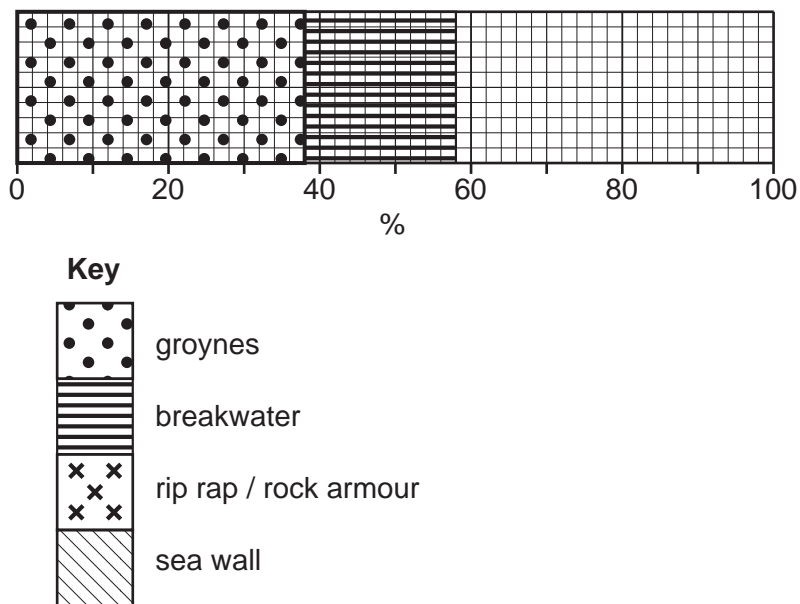 0 20 40 60 80 100
%
Key
groynes
breakwater
rip rap / rock armour
sea wall